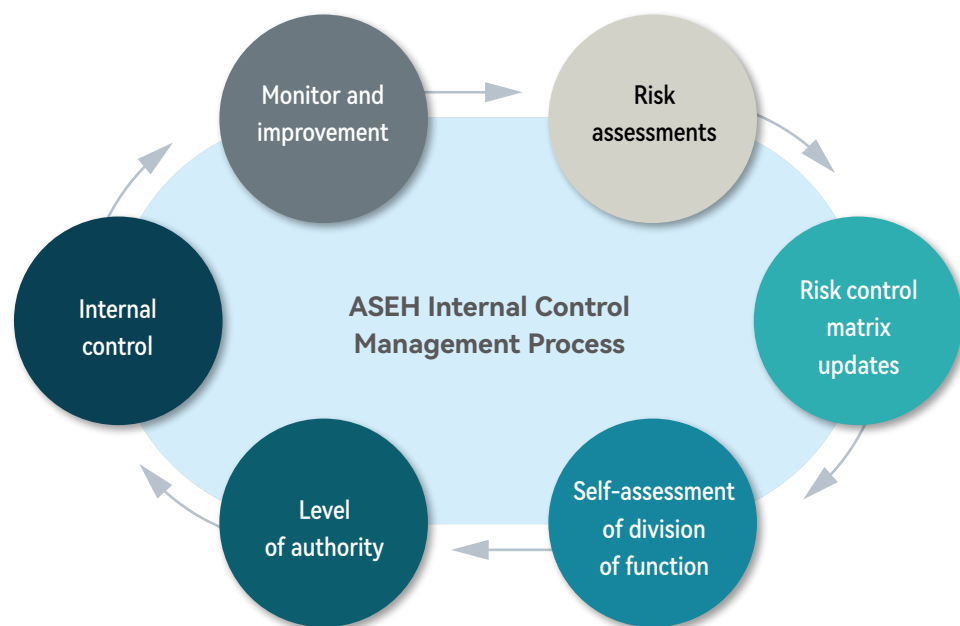 Monitor and
improvement
Risk
assessments
Internal
control
ASEH Internal Control
Management Process
Risk control
matrix
updates
Level
of authority
Self-assessment
of division
of function